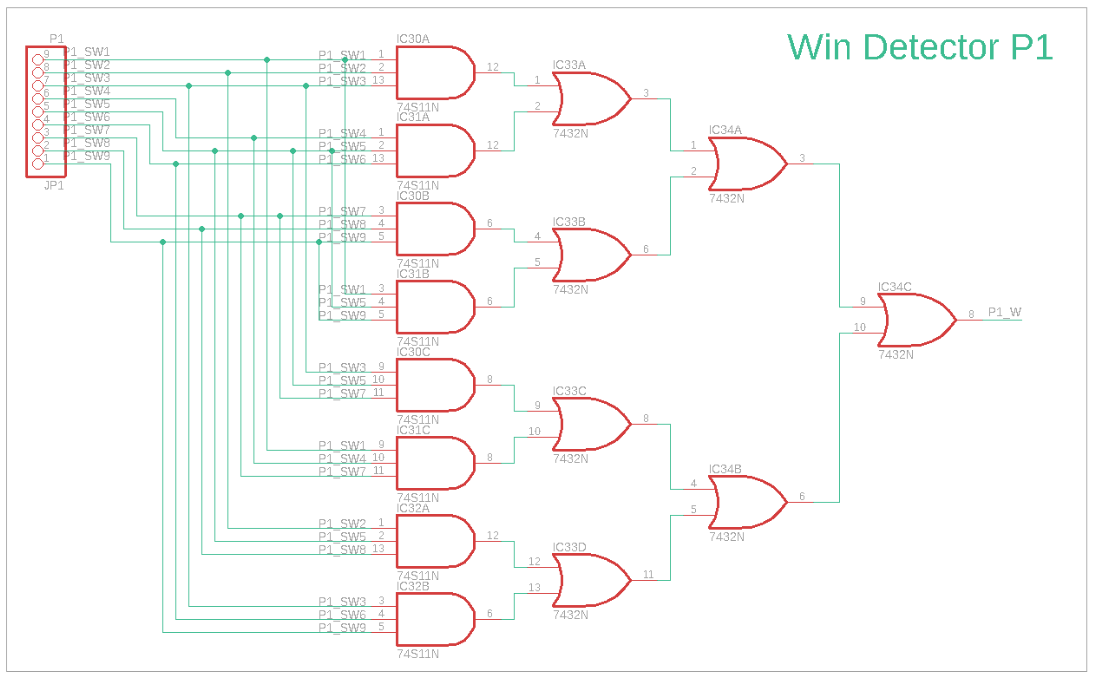 Win Detector P1
P1
9 P1_SW1
8 P1_SW2
7 P1_SW3
6 P1_SW4
5 P1_SW5
4 P1_SW6
3 P1_SW7
2 P1_SW8
1 P1_SW9
JP1
IC30A
P1_SW1 1
P1_SW2 2
P1_SW3 13
12
74S11N
IC31A
P1_SW4 1
P1_SW5 2
P1_SW6 13
12
74S11N
IC30B
P1_SW7 3
P1_SW8 4
P1_SW9 5
6
74S11N
IC31B
P1_SW1 3
P1_SW5 4
P1_SW9 5
6
74S11N
IC30C
P1_SW3 9
P1_SW5 10
P1_SW7 11
8
74S11N
IC31C
P1_SW1 9
P1_SW4 10
P1_SW7 11
8
74S11N
IC32A
P1_SW2 1
P1_SW5 2
P1_SW8 13
12
74S11N
IC32B
P1_SW3 3
P1_SW6 4
P1_SW9 5
6
74S11N
IC33A
1
2
3
7432N
IC33B
4
5
6
7432N
IC33C
9
10
8
7432N
IC33D
12
13
11
7432N
IC34A
1
2
3
7432N
IC34B
4
5
6
7432N
IC34C
9
10
8 P1_W
7432N